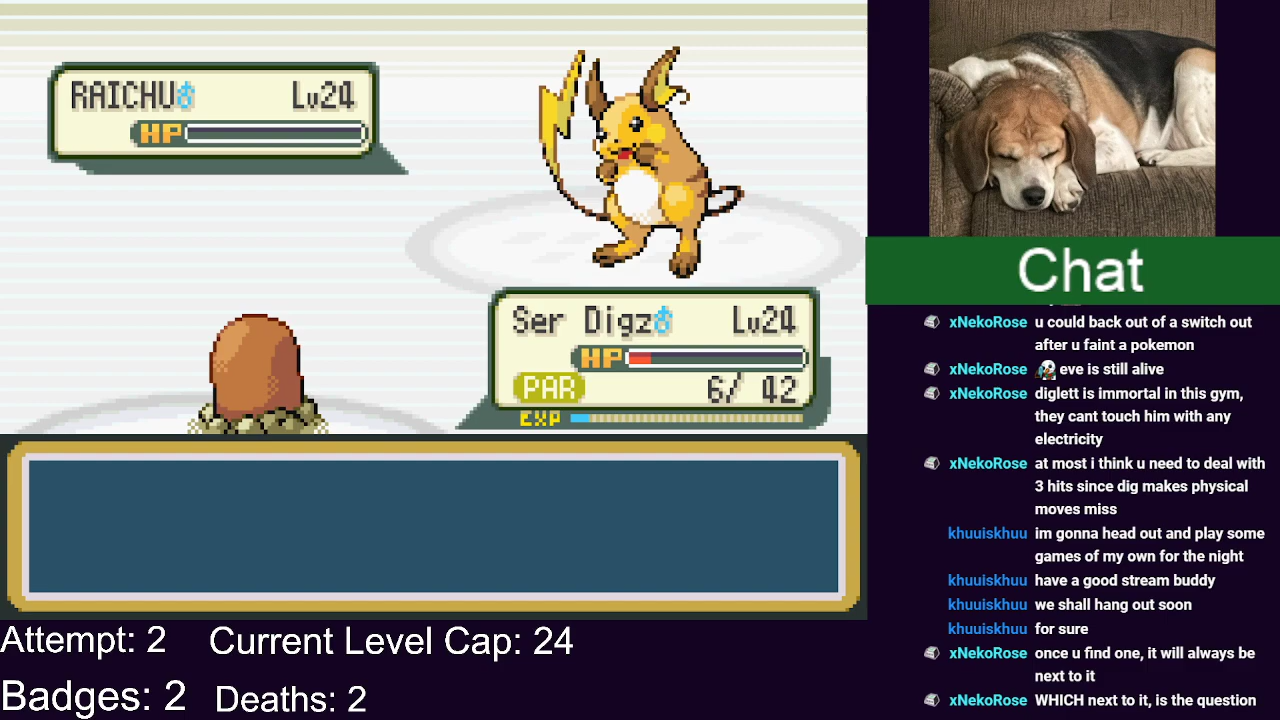 RAICHU♂ Lv24
HP
Ser Digz♂ Lv24
HP
PAR 6/ 42
EXP
Attempt: 2 Current Level Cap: 24
Badges: 2 Deaths: 2
Chat
xNekoRose u could back out of a switch out
after u faint a pokemon
xNekoRose eve is still alive
xNekoRose diglett is immortal in this gym,
they cant touch him with any
electricity
xNekoRose at most i think u need to deal with
3 hits since dig makes physical
moves miss
khuuiskhuu im gonna head out and play some
games of my own for the night
khuuiskhuu have a good stream buddy
khuuiskhuu we shall hang out soon
khuuiskhuu for sure
xNekoRose once u find one, it will always be
next to it
xNekoRose WHICH next to it, is the question